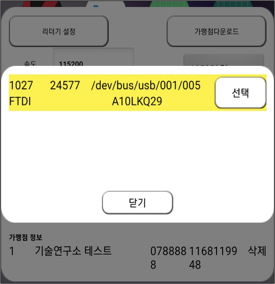 리더기 설정 가맹점다운로드
속도 115200
1027 24577 /dev/bus/usb/001/005 선택
FTDI A10LKQ29
닫기
가맹점 정보
1 기술연구소 테스트 078888 11681199 삭제
8 48